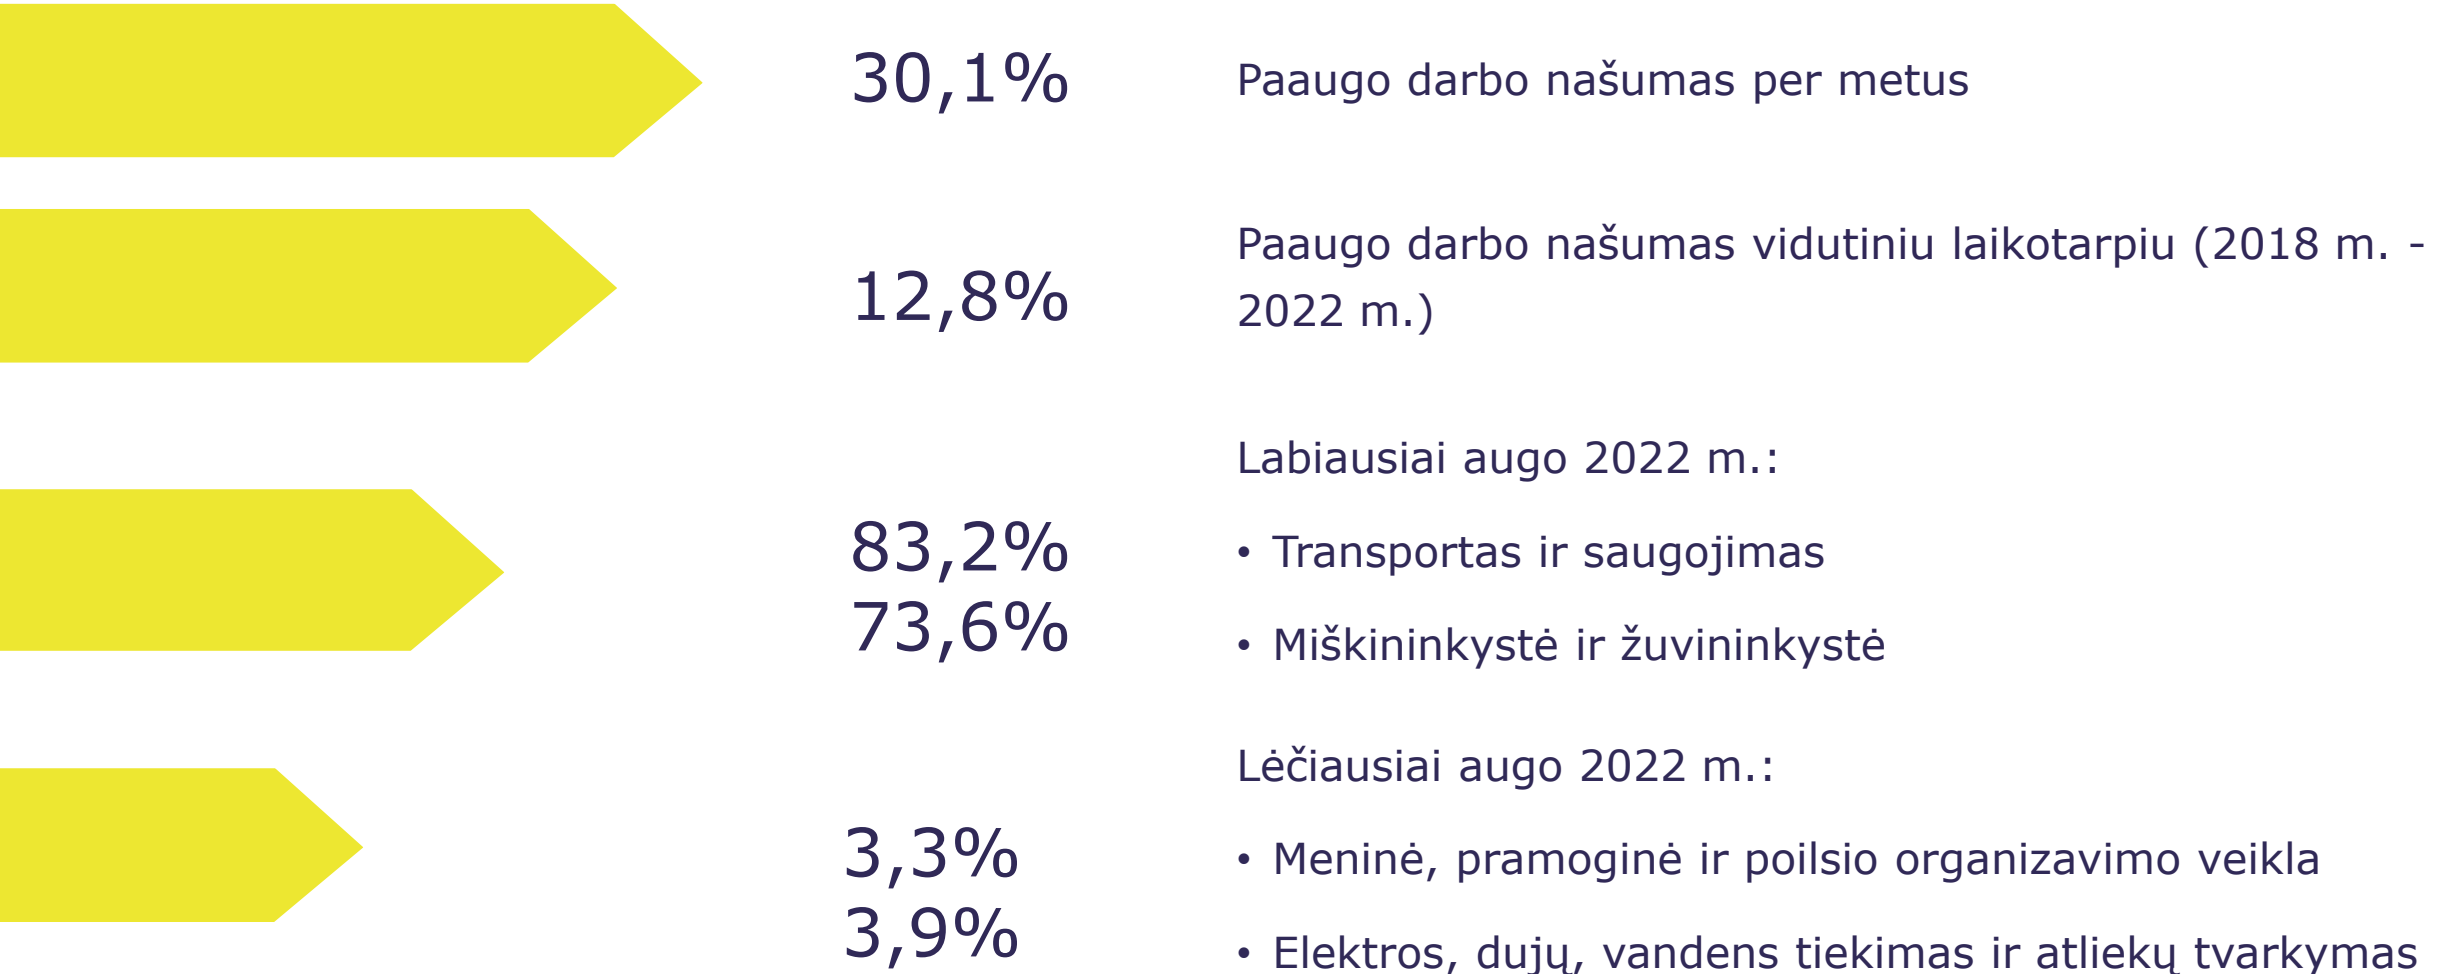 30,1%
Paaugo darbo našumas per metus
12,8%
Paaugo darbo našumas vidutiniu laikotarpiu (2018 m. -
2022 m.)
Labiausiai augo 2022 m.:
83,2%
• Transportas ir saugojimas
73,6%
• Miškininkystė ir žuvininkystė
Lėčiausiai augo 2022 m.:
3,3%
• Meninė, pramoginė ir poilsio organizavimo veikla
3,9%
• Elektros, dujų, vandens tiekimas ir atliekų tvarkymas